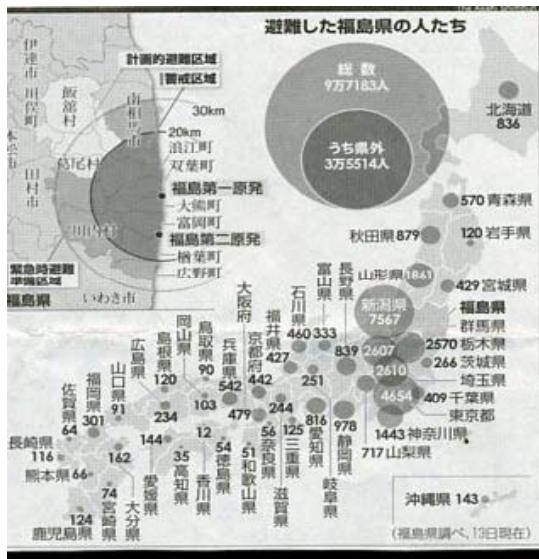 避難した福島県の人たち
総数
9万7183人
うち県外
3万5514人
伊達市
川俣町
飯舘村
計画的避難区域
警戒区域
南相馬市
30km
20km
浪江町
双葉町
葛尾村
田村市
福島第一原発
大熊町
富岡町
福島第二原発
川内村
楢葉町
広野町
緊急時避難
準備区域
福島県
いわき市
北海道
836
570 青森県
秋田県 879
120 岩手県
山形県 1841
429 宮城県
新潟県
7567
福島県
群馬県
2607
2570 栃木県
266 茨城県
2610
埼玉県
4654
409 千葉県
東京都
1443 神奈川県
717 山梨県
長野県
839
富山県
333
石川県
460
福井県
427
251
岐阜県
978
静岡県
816
愛知県
125
三重県
244
滋賀県
京都府
442
大阪府
479
56
奈良県
51
和歌山県
兵庫県
542
鳥取県
90
岡山県
103
島根県
120
広島県
234
山口県
91
54
徳島県
12
香川県
35
高知県
144
愛媛県
福岡県
301
佐賀県
64
長崎県
116
熊本県 66
162
大分県
74
宮崎県
124
鹿児島県
沖縄県 143
(福島県調べ、13日現在)